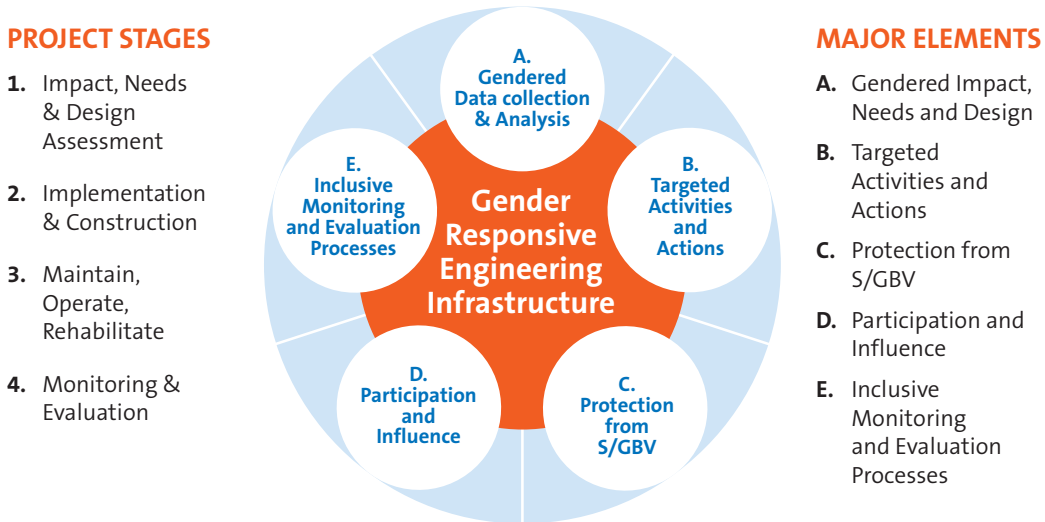 PROJECT STAGES
1. Impact, Needs
& Design
Assessment
2. Implementation
& Construction
3. Maintain,
Operate,
Rehabilitate
4. Monitoring &
Evaluation
A.
Gendered
Data collection
& Analysis
B.
Targeted
Activities
and
Actions
C.
Protection
from
S/GBV
D.
Participation
and
Influence
E.
Inclusive
Monitoring
and Evaluation
Processes
Gender
Responsive
Engineering
Infrastructure
MAJOR ELEMENTS
A. Gendered Impact,
Needs and Design
B. Targeted
Activities and
Actions
C. Protection from
S/GBV
D. Participation and
Influence
E. Inclusive
Monitoring
and Evaluation
Processes